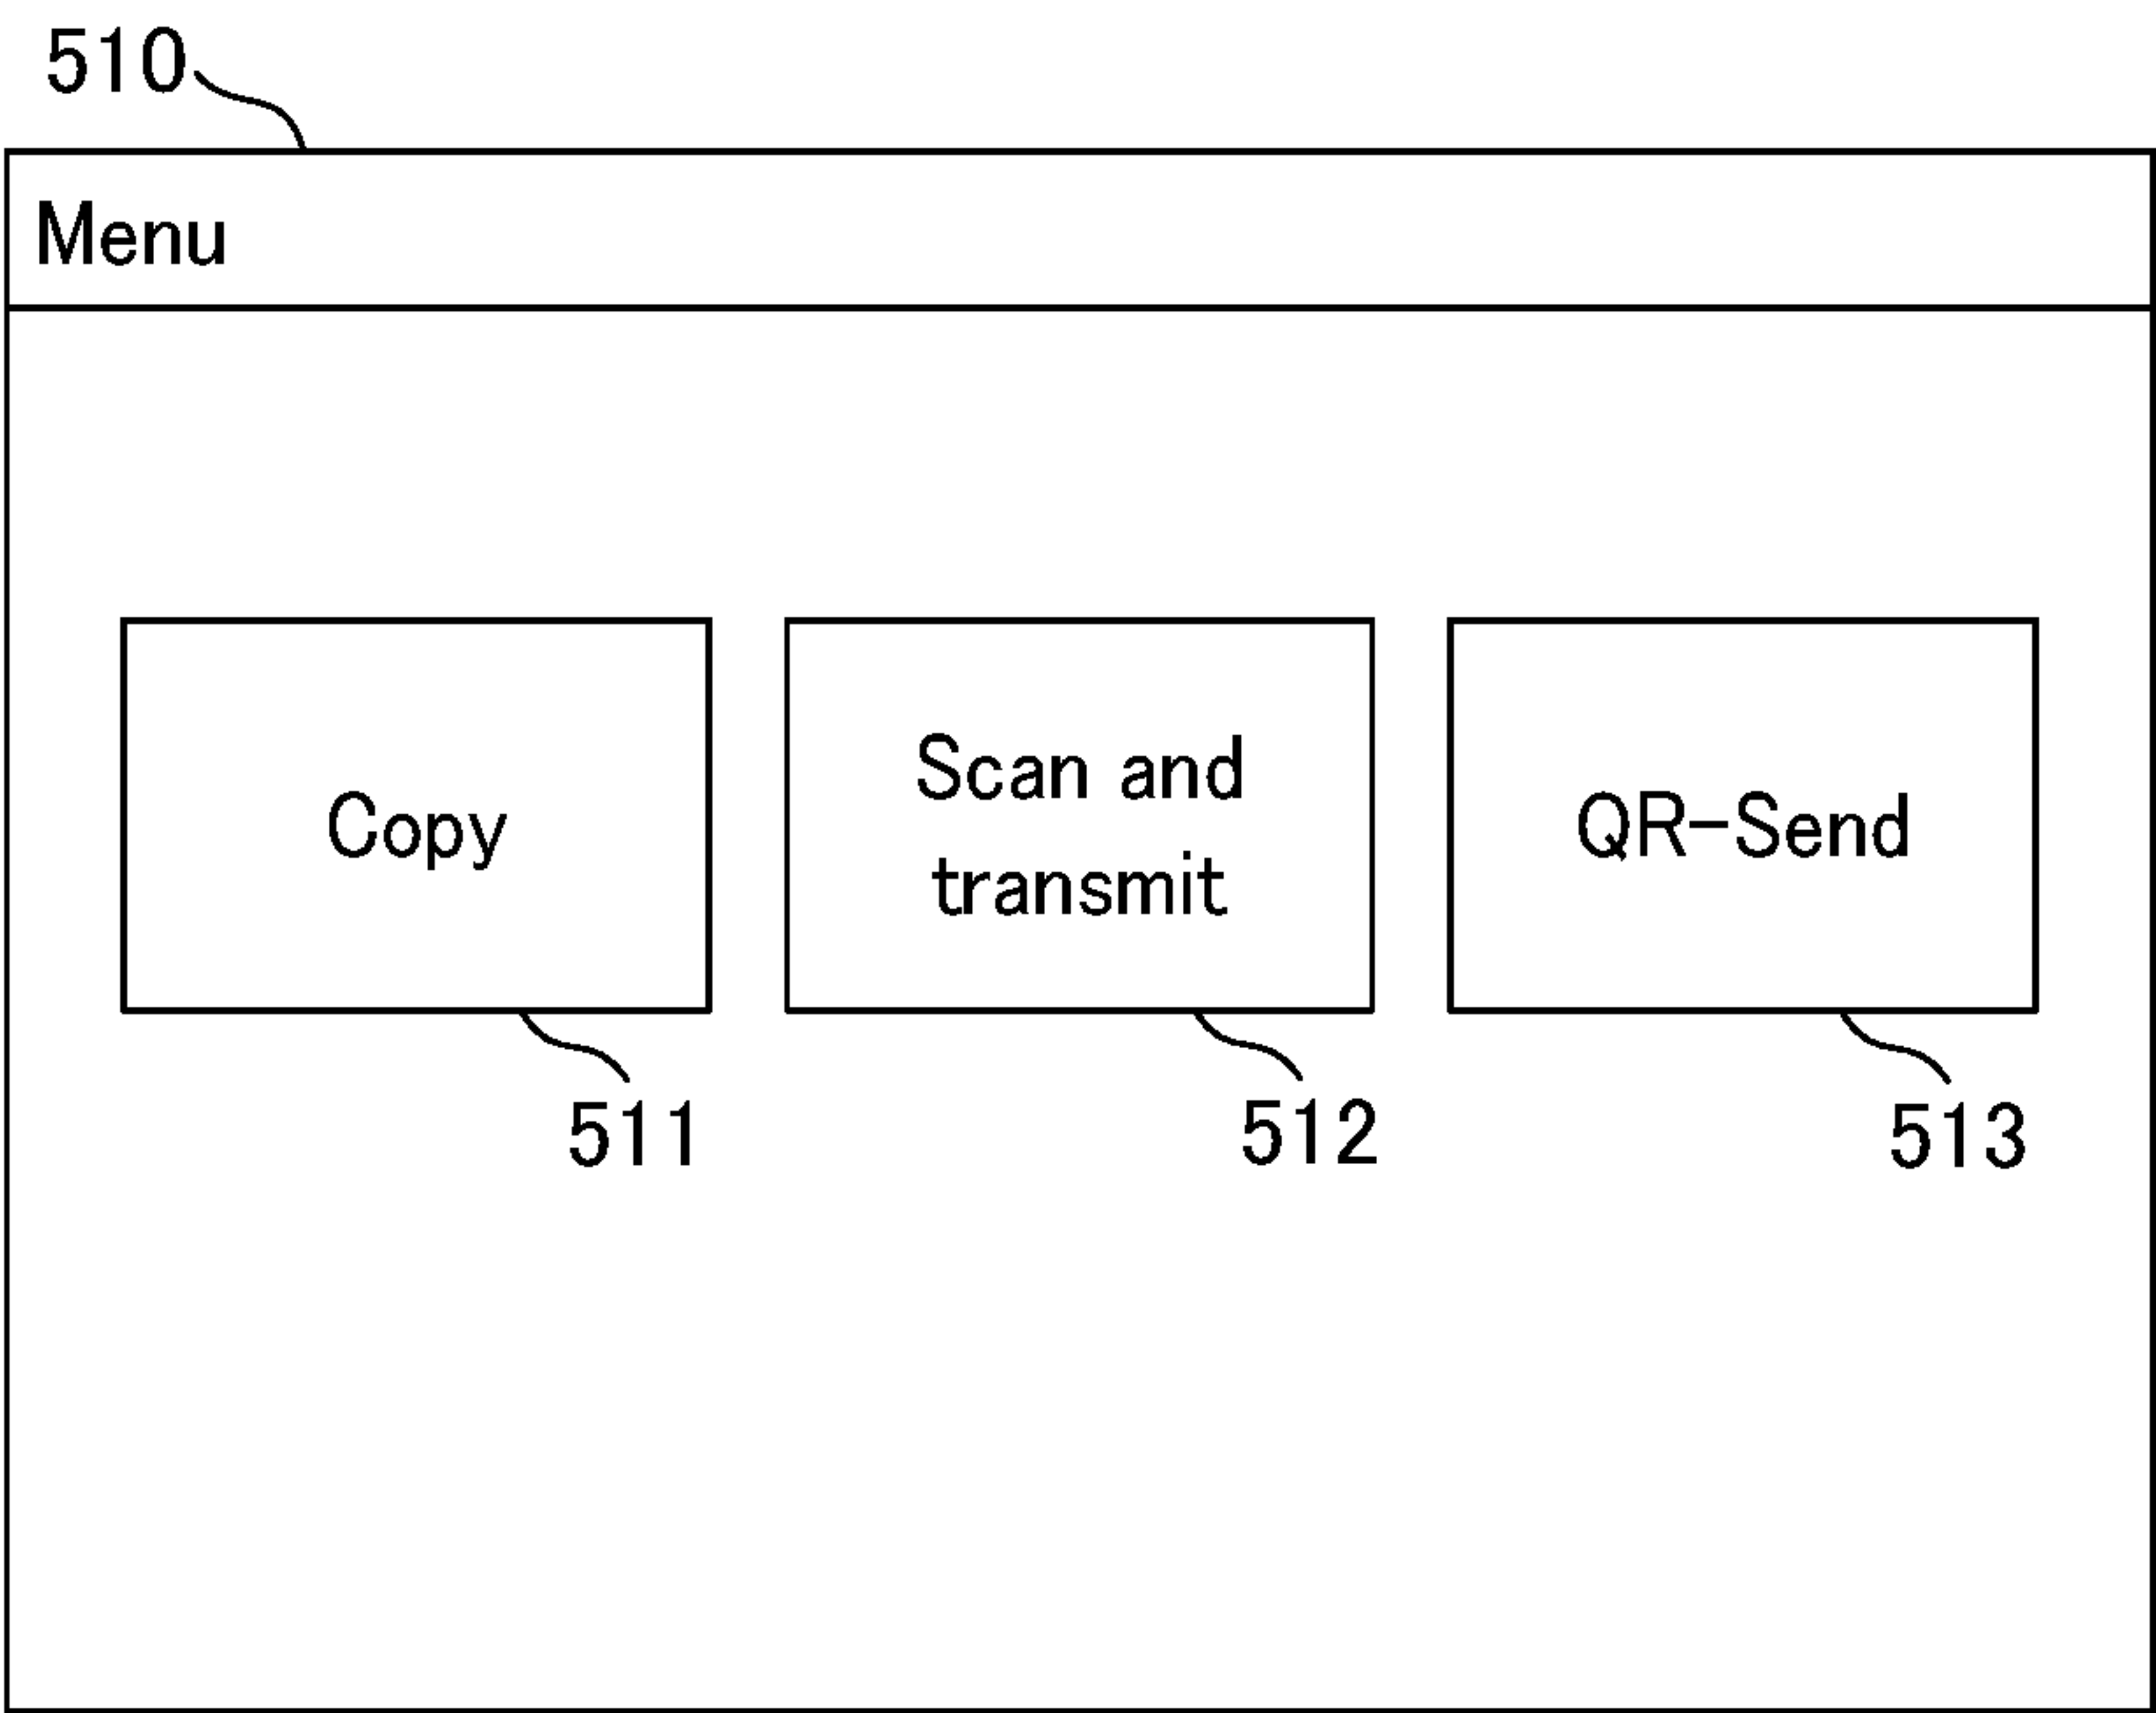 510
Menu
Copy
Scan and
transmit
QR-Send
511
512
513